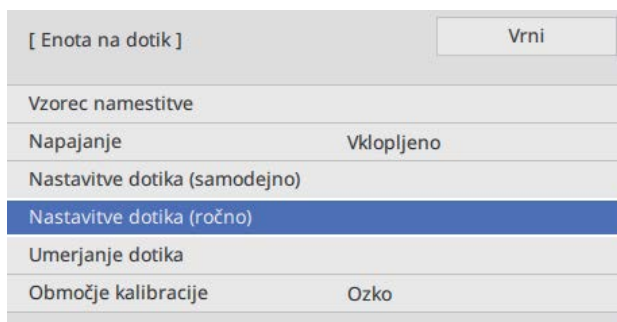 [ Enota na dotik ] Vrni
Vzorec namestitve
Napajanje Vklopljeno
Nastavitve dotika (samodejno)
Nastavitve dotika (ročno)
Umerjanje dotika
Območje kalibracije Ozko